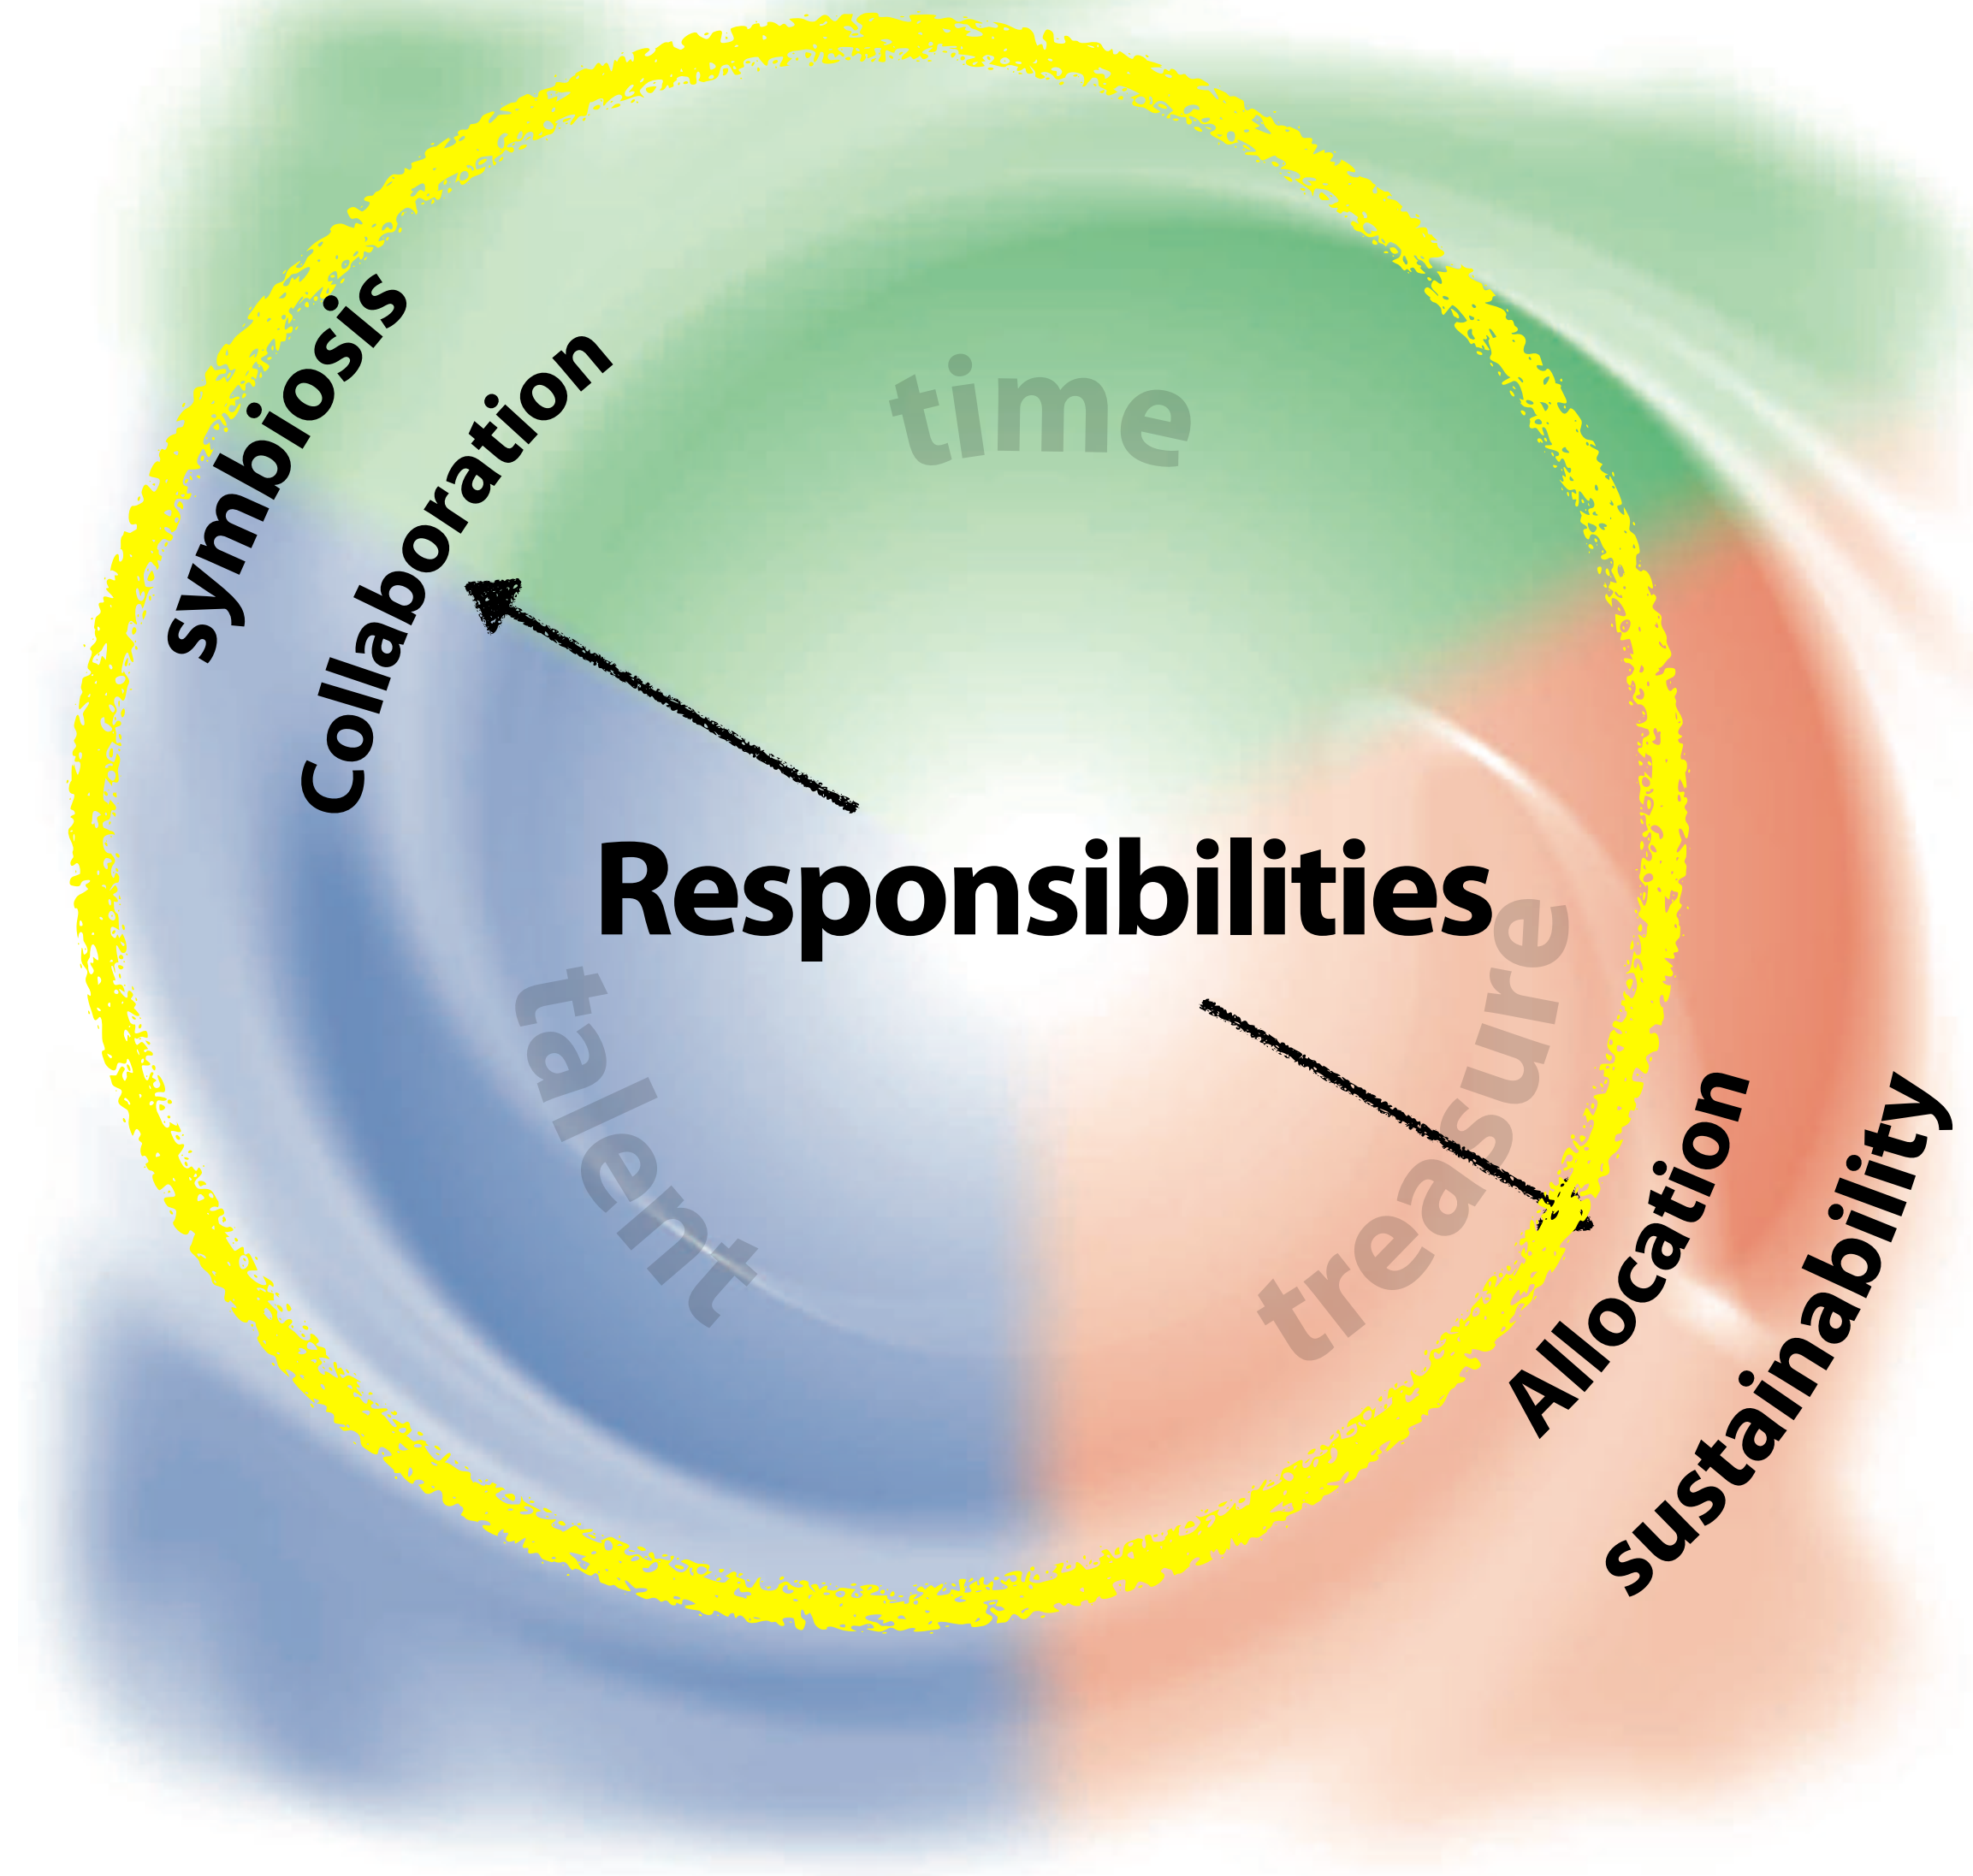 symbiosis
Collaboration
time
Responsibilities
talent
treasure
Allocation
sustainability